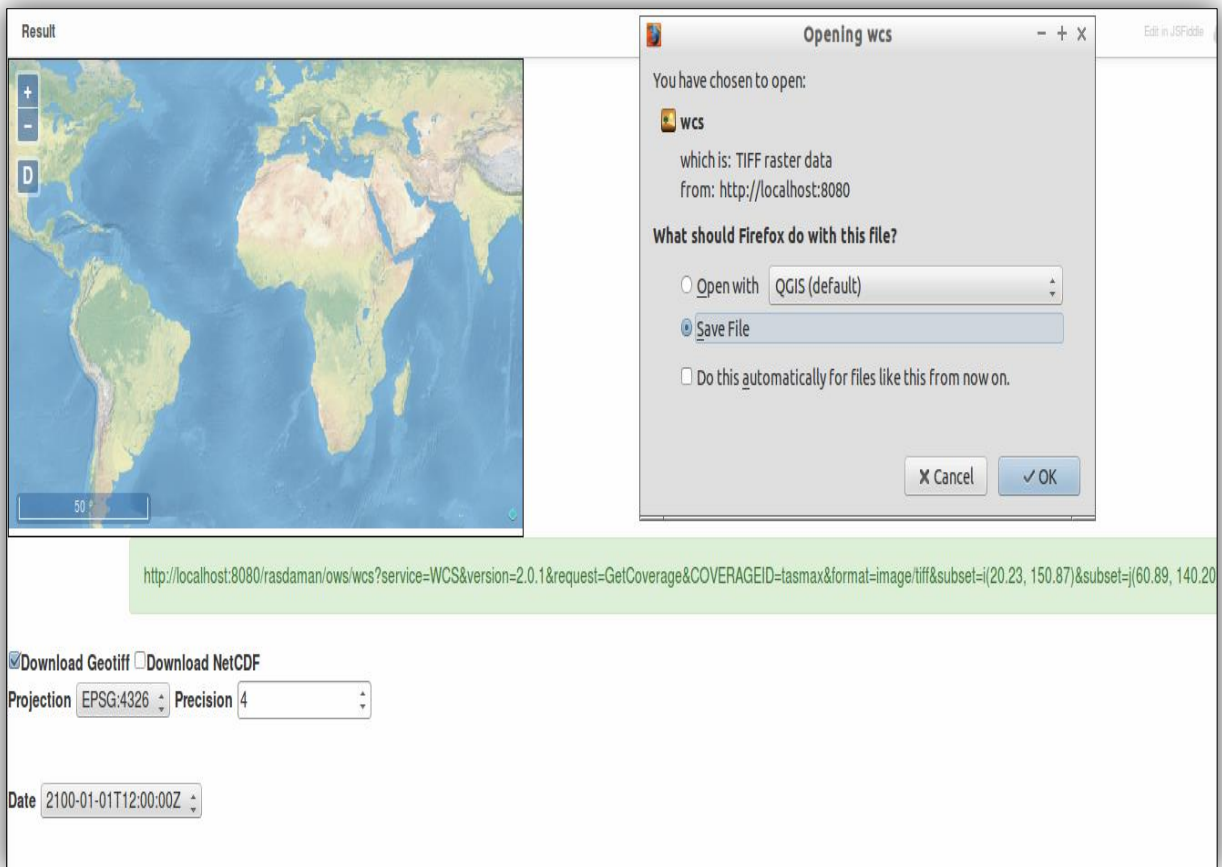 Result
Edit in JSFiddle
+
-
D
50 °
Opening wcs
- + x
You have chosen to open:
wcs
which is: TIFF raster data
from: http://localhost:8080
What should Firefox do with this file?
Open with QGIS (default)
Save File
Do this automatically for files like this from now on.
Cancel
OK
http://localhost:8080/rasdaman/ows/wcs?service=WCS&version=2.0.1&request=GetCoverage&COVERAGEID=tasmax&format=image/tiff&subset=i(20.23, 150.87)&subset=j(60.89, 140.20
Download Geotiff Download NetCDF
Projection EPSG:4326 Precision 4
Date 2100-01-01T12:00:00Z